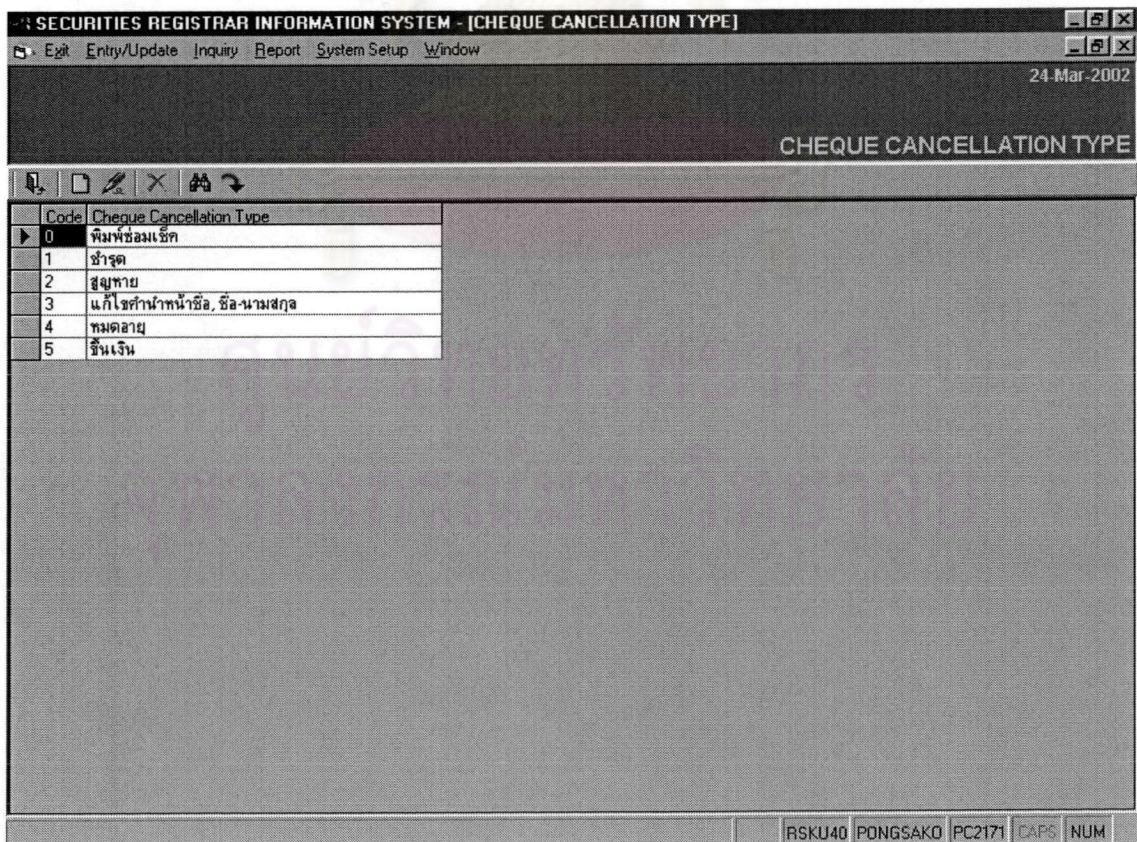 SECURITIES REGISTRAR INFORMATION SYSTEM - [CHEQUE CANCELLATION TYPE]
Exit Entry/Update Inquiry Report System Setup Window
24-Mar-2002
CHEQUE CANCELLATION TYPE
Code Cheque Cancellation Type
0 พิมพ์ซ่อมเช็ค
1 ชำรุด
2 สูญหาย
3 แก้ไขคำนำหน้าชื่อ, ชื่อ-นามสกุล
4 หมดอายุ
5 ขึ้นเงิน
RSKU40 PONGSAKO PC2171 CAPS NUM